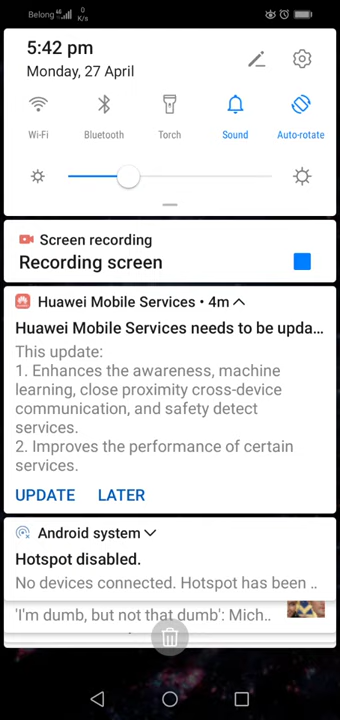 Belong 4G 0 K/s
5:42 pm
Monday, 27 April
Wi-Fi Bluetooth Torch Sound Auto-rotate
Screen recording
Recording screen
Huawei Mobile Services • 4m
Huawei Mobile Services needs to be upda...
This update:
1. Enhances the awareness, machine
learning, close proximity cross-device
communication, and safety detect
services.
2. Improves the performance of certain
services.
UPDATE LATER
Android system
Hotspot disabled.
No devices connected. Hotspot has been ..
'I'm dumb, but not that dumb': Mich..